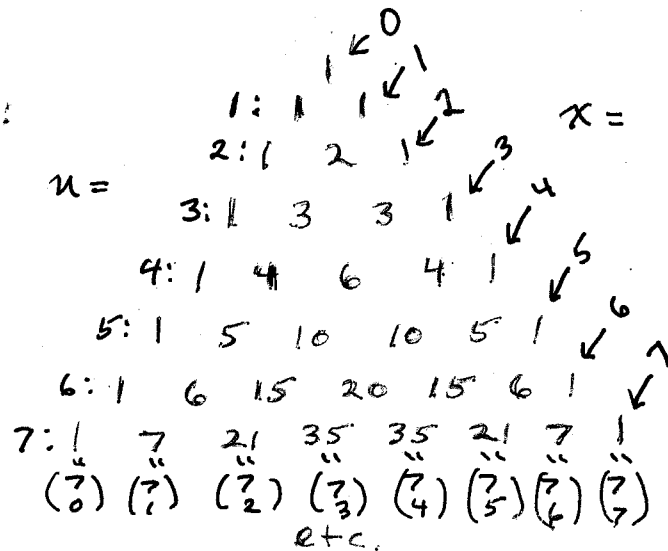 0
1 1
: 1: 1 1 2 x =
2: 1 2 1 3
n = 4
3: 1 3 3 1
4: 1 4 6 4 1 5
5: 1 5 10 10 5 1 6
6: 1 6 15 20 15 6 1 7
7: 1 7 21 35 35 21 7 1
" " " " " " " "
(7 0) (7 1) (7 2) (7 3) (7 4) (7 5) (7 6) (7 7)
etc.